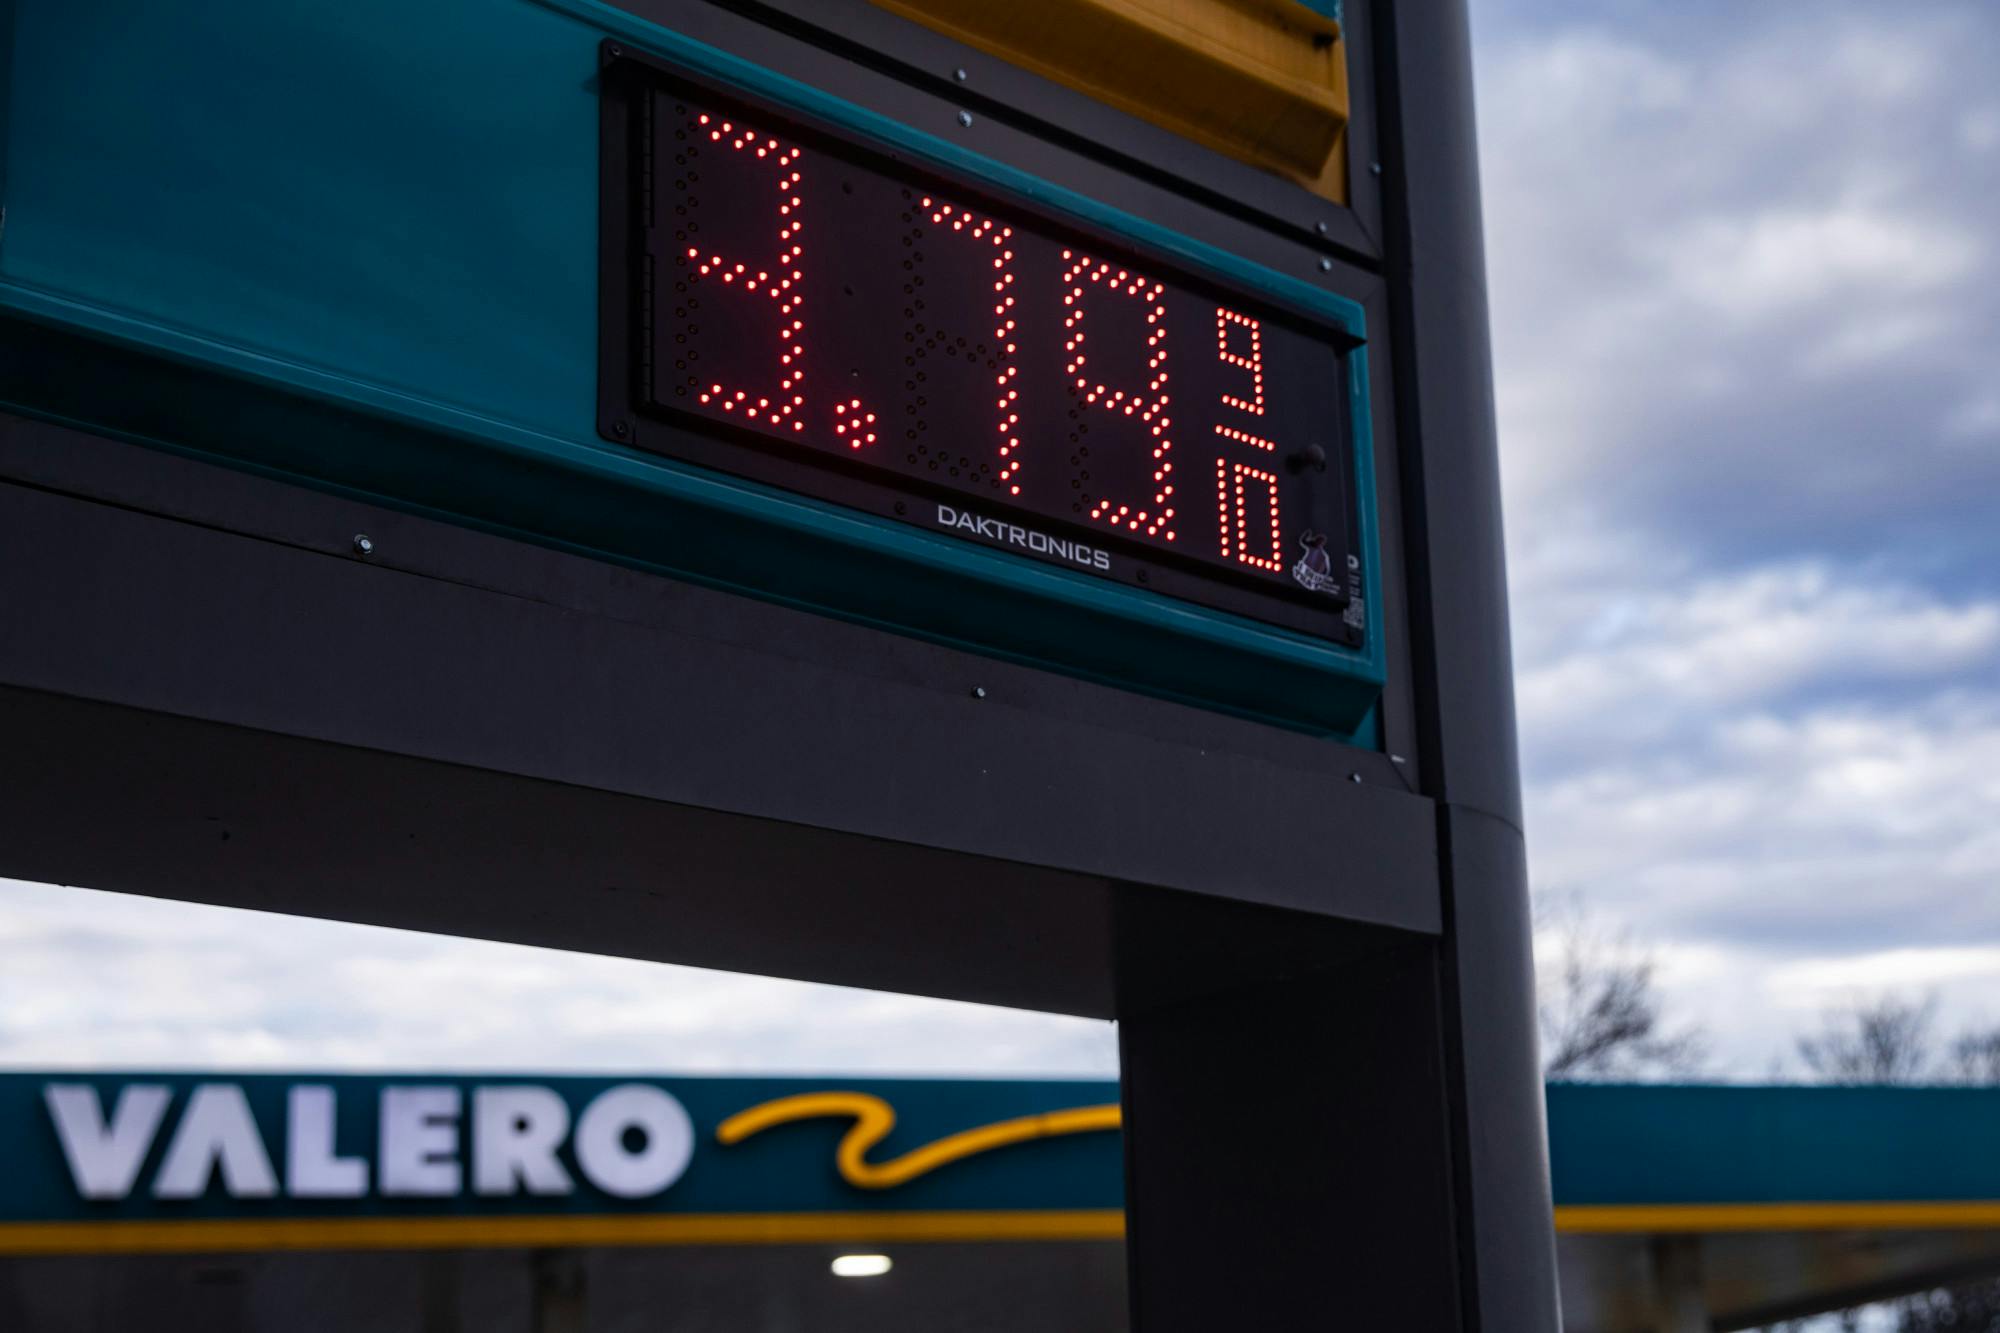 3.79 9/10
DAKTRONICS
VALERO